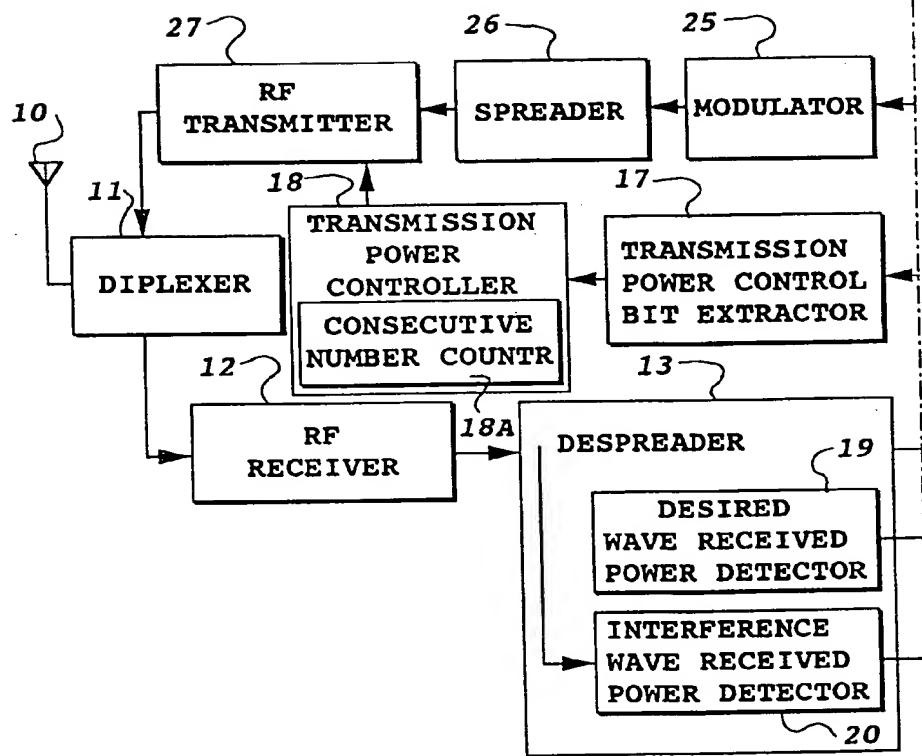 27
26
25
RF
TRANSMITTER
SPREADER
MODULATOR
10
11
18
17
DIPLEXER
TRANSMISSION
POWER
CONTROLLER
CONSECUTIVE
NUMBER COUNTR
18A
TRANSMISSION
POWER CONTROL
BIT EXTRACTOR
12
RF
RECEIVER
13
DESPREADER
19
DESIRED
WAVE RECEIVED
POWER DETECTOR
INTERFERENCE
WAVE RECEIVED
POWER DETECTOR
20